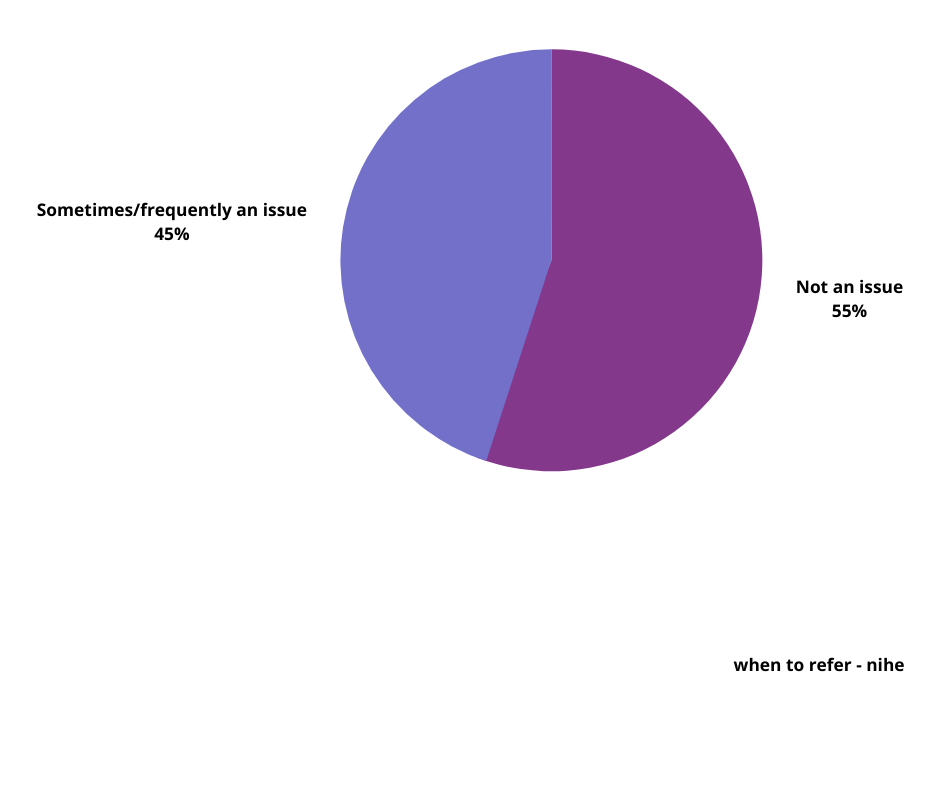 Sometimes/frequently an issue
45%
Not an issue
55%
when to refer - nihe